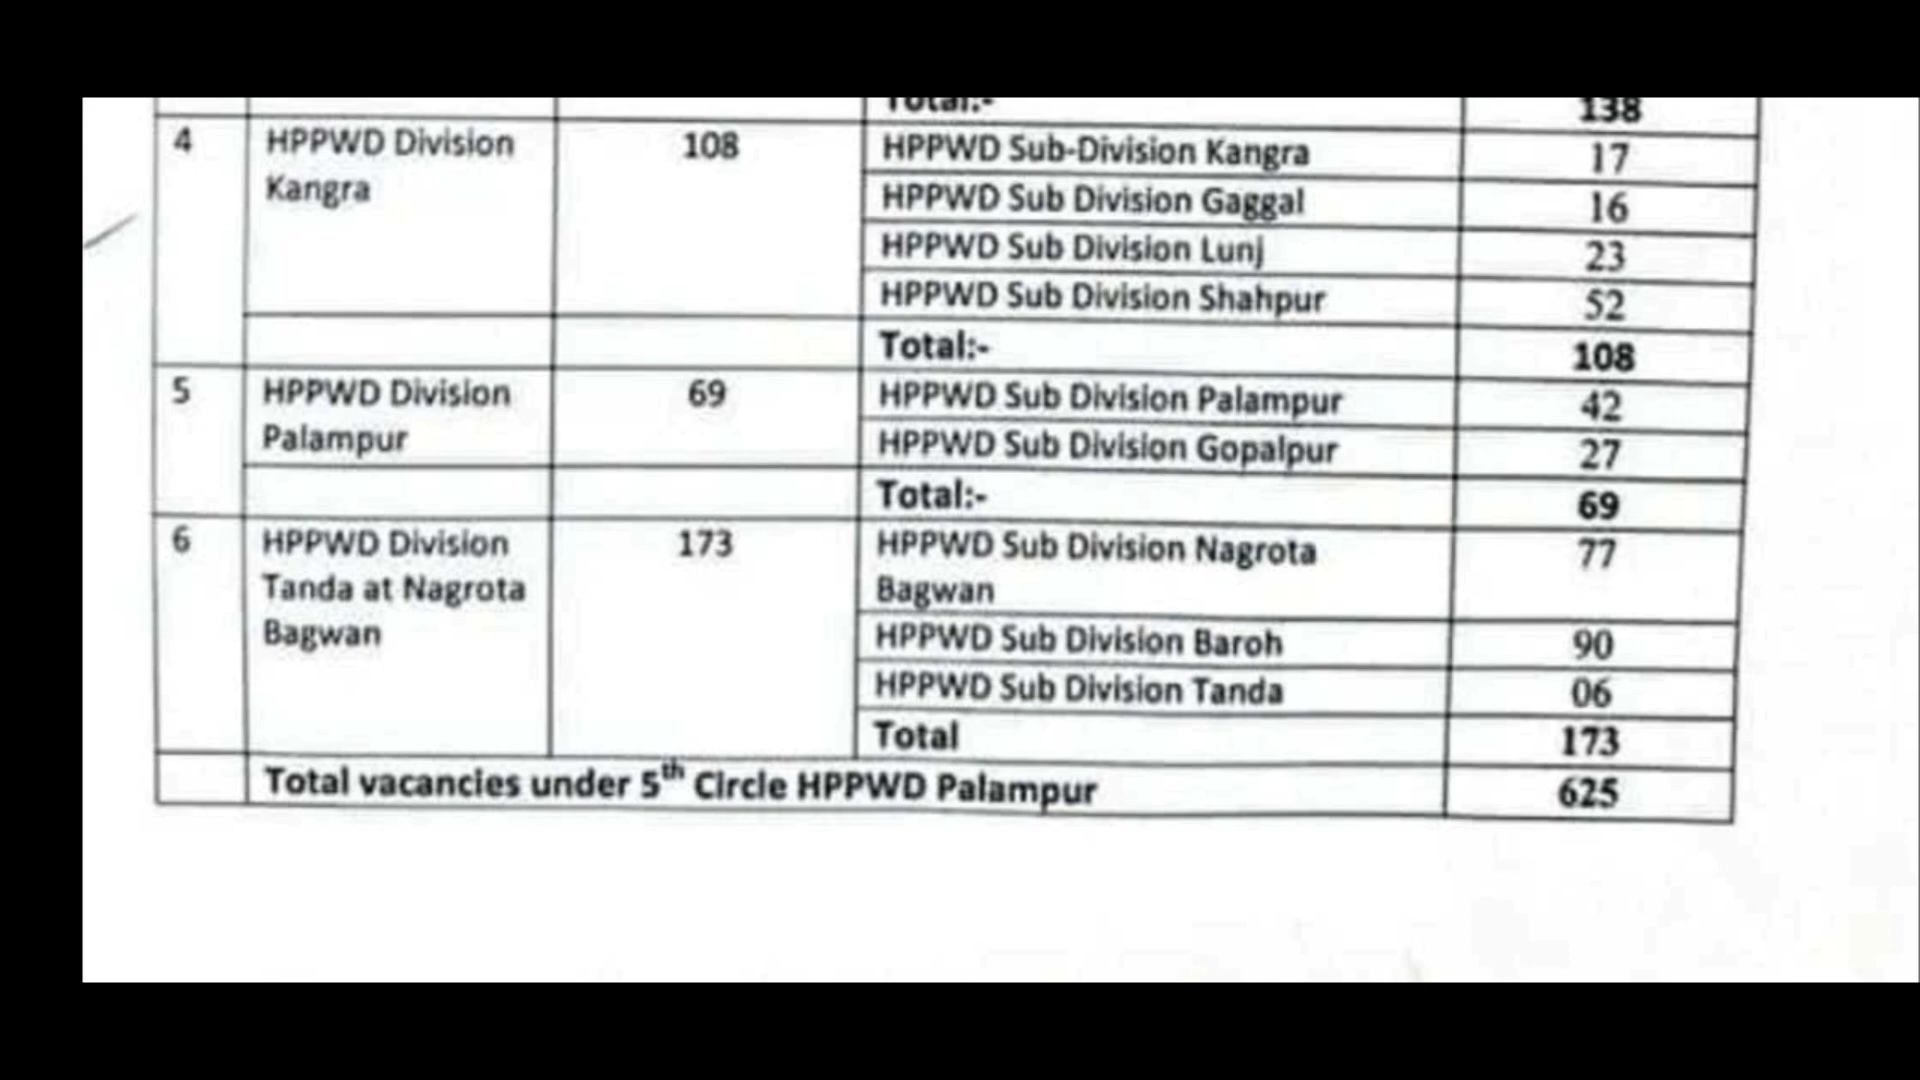 Total:- 138
4 HPPWD Division 108 HPPWD Sub-Division Kangra 17
Kangra HPPWD Sub Division Gaggal 16
HPPWD Sub Division Lunj 23
HPPWD Sub Division Shahpur 52
Total:- 108
5 HPPWD Division 69 HPPWD Sub Division Palampur 42
Palampur HPPWD Sub Division Gopalpur 27
Total:- 69
6 HPPWD Division 173 HPPWD Sub Division Nagrota 77
Tanda at Nagrota Bagwan
Bagwan HPPWD Sub Division Baroh 90
HPPWD Sub Division Tanda 06
Total 173
Total vacancies under 5th Circle HPPWD Palampur 625